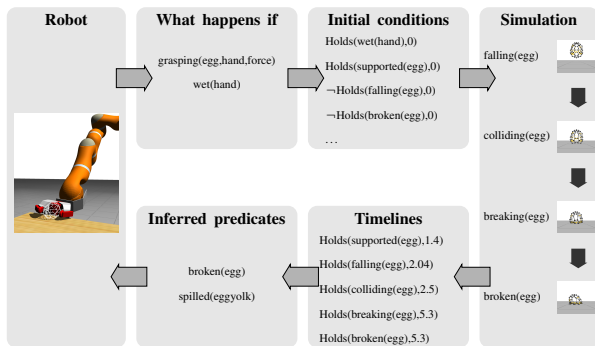 Robot
What happens if
grasping(egg,hand,force)
wet(hand)
Initial conditions
Holds(wet(hand),0)
Holds(supported(egg),0)
¬Holds(falling(egg),0)
¬Holds(broken(egg),0)
...
Simulation
falling(egg)
colliding(egg)
breaking(egg)
broken(egg)
Timelines
Holds(supported(egg),1.4)
Holds(falling(egg),2.04)
Holds(colliding(egg),2.5)
Holds(breaking(egg),5.3)
Holds(broken(egg),5.3)
Inferred predicates
broken(egg)
spilled(eggyolk)